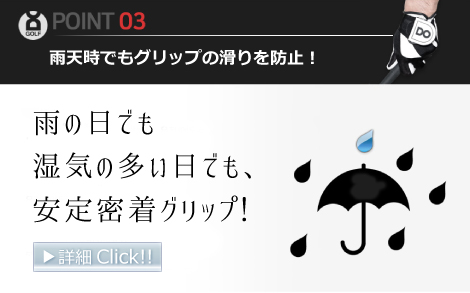 GOLF
POINT 03
DO
雨天時でもグリップの滑りを防止！
雨の日でも
湿気の多い日でも、
安定密着グリップ!
▶詳細 Click!!